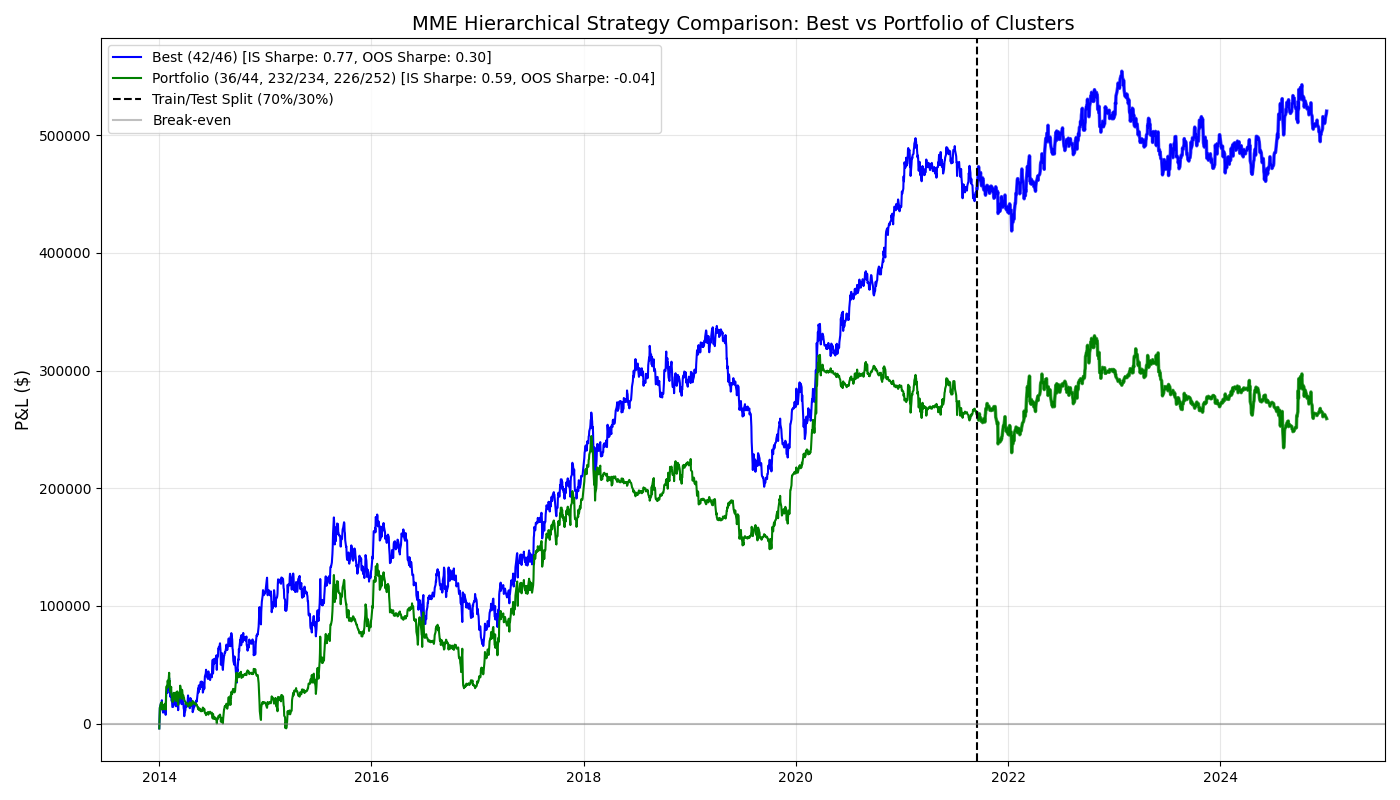 MME Hierarchical Strategy Comparison: Best vs Portfolio of Clusters
Best (42/46) [IS Sharpe: 0.77, OOS Sharpe: 0.30]
Portfolio (36/44, 232/234, 226/252) [IS Sharpe: 0.59, OOS Sharpe: -0.04]
Train/Test Split (70%/30%)
Break-even
P&L ($)
500000
400000
300000
200000
100000
0
2014
2016
2018
2020
2022
2024